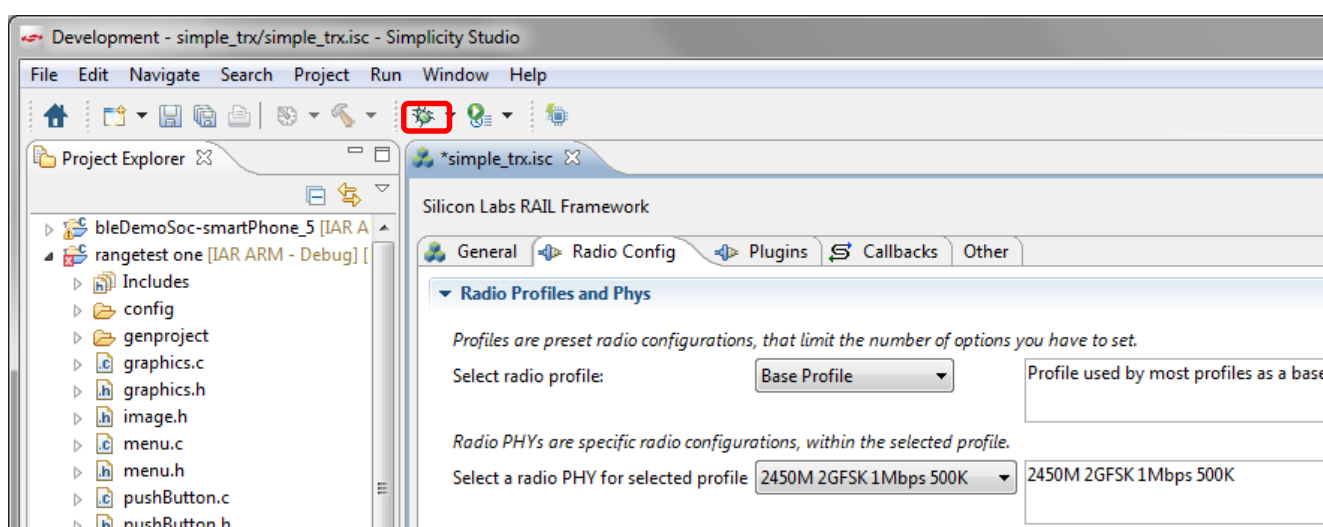 Development - simple_trx/simple_trx.isc - Simplicity Studio
File Edit Navigate Search Project Run Window Help
Project Explorer
*simple_trx.isc
bleDemoSoc-smartPhone_5 [IAR A
rangetest one [IAR ARM - Debug] [
Includes
config
genproject
graphics.c
graphics.h
image.h
menu.c
menu.h
pushButton.c
pushButton.h
Silicon Labs RAIL Framework
General Radio Config Plugins Callbacks Other
Radio Profiles and Phys
Profiles are preset radio configurations, that limit the number of options you have to set.
Select radio profile: Base Profile Profile used by most profiles as a base
Radio PHYs are specific radio configurations, within the selected profile.
Select a radio PHY for selected profile 2450M 2GFSK 1Mbps 500K 2450M 2GFSK 1Mbps 500K